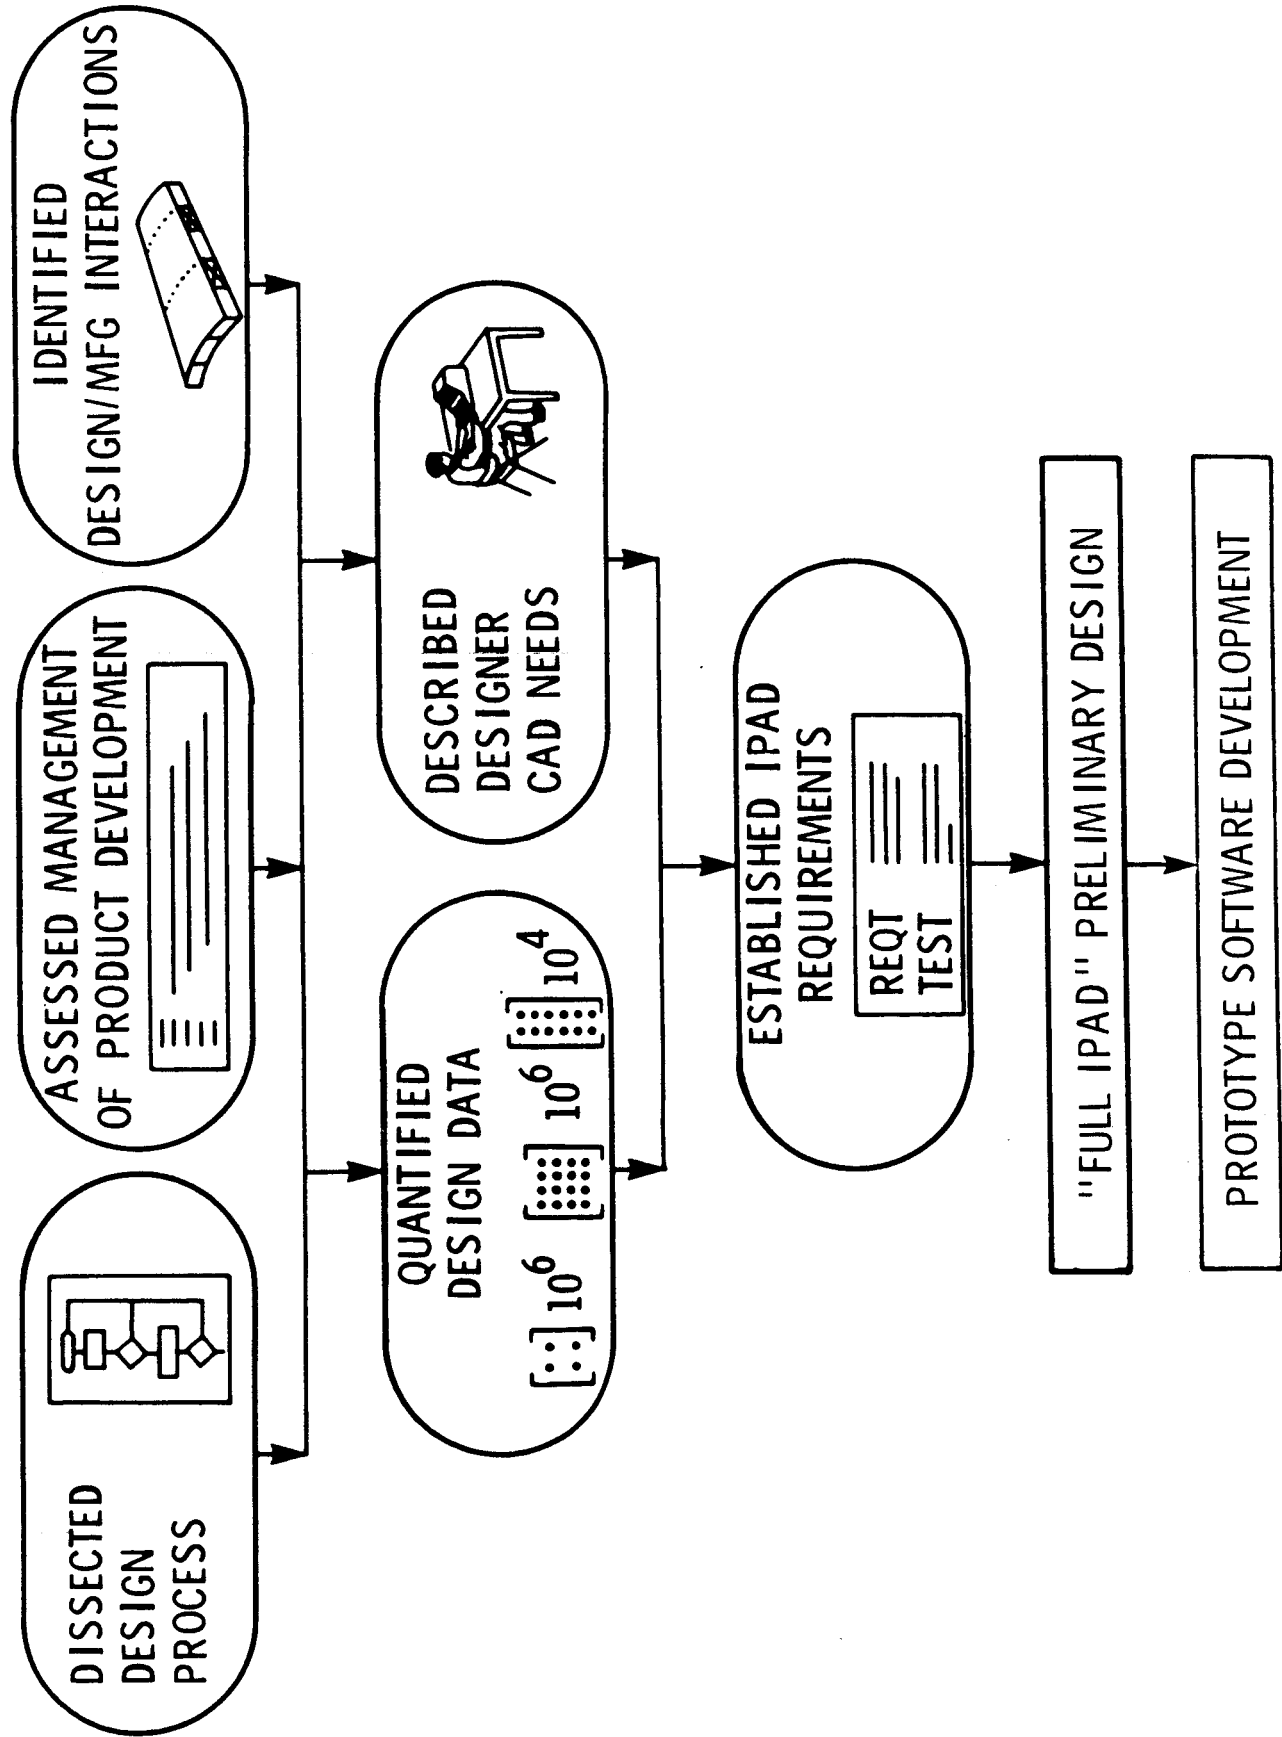 DISSECTED
DESIGN
PROCESS
ASSESSED MANAGEMENT
OF PRODUCT DEVELOPMENT
IDENTIFIED
DESIGN/MFG INTERACTIONS
QUANTIFIED
DESIGN DATA
[::] 10⁶ [ ] 10⁶ [ ] 10⁴
DESCRIBED
DESIGNER
CAD NEEDS
ESTABLISHED IPAD
REQUIREMENTS
REQT
TEST
"FULL IPAD" PRELIMINARY DESIGN
PROTOTYPE SOFTWARE DEVELOPMENT